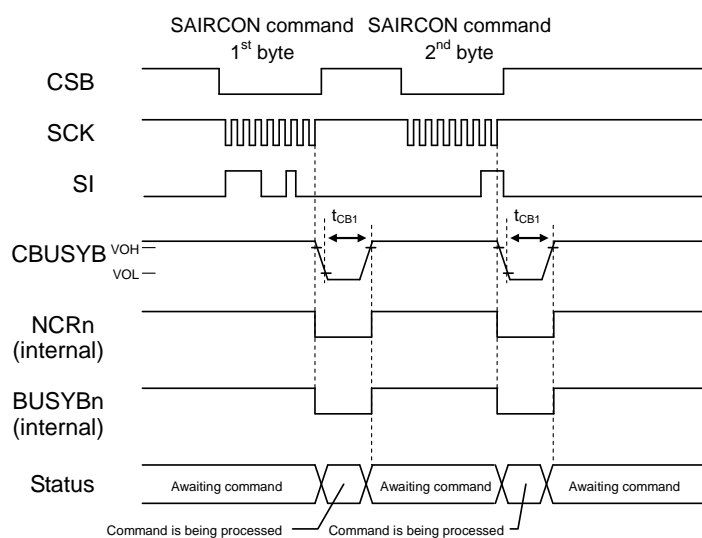 SAIRCON command SAIRCON command
1st byte 2nd byte
CSB
SCK
SI
tCB1 tCB1
CBUSYB VOH
VOL
NCRn
(internal)
BUSYBn
(internal)
Status Awaiting command Awaiting command Awaiting command
Command is being processed Command is being processed